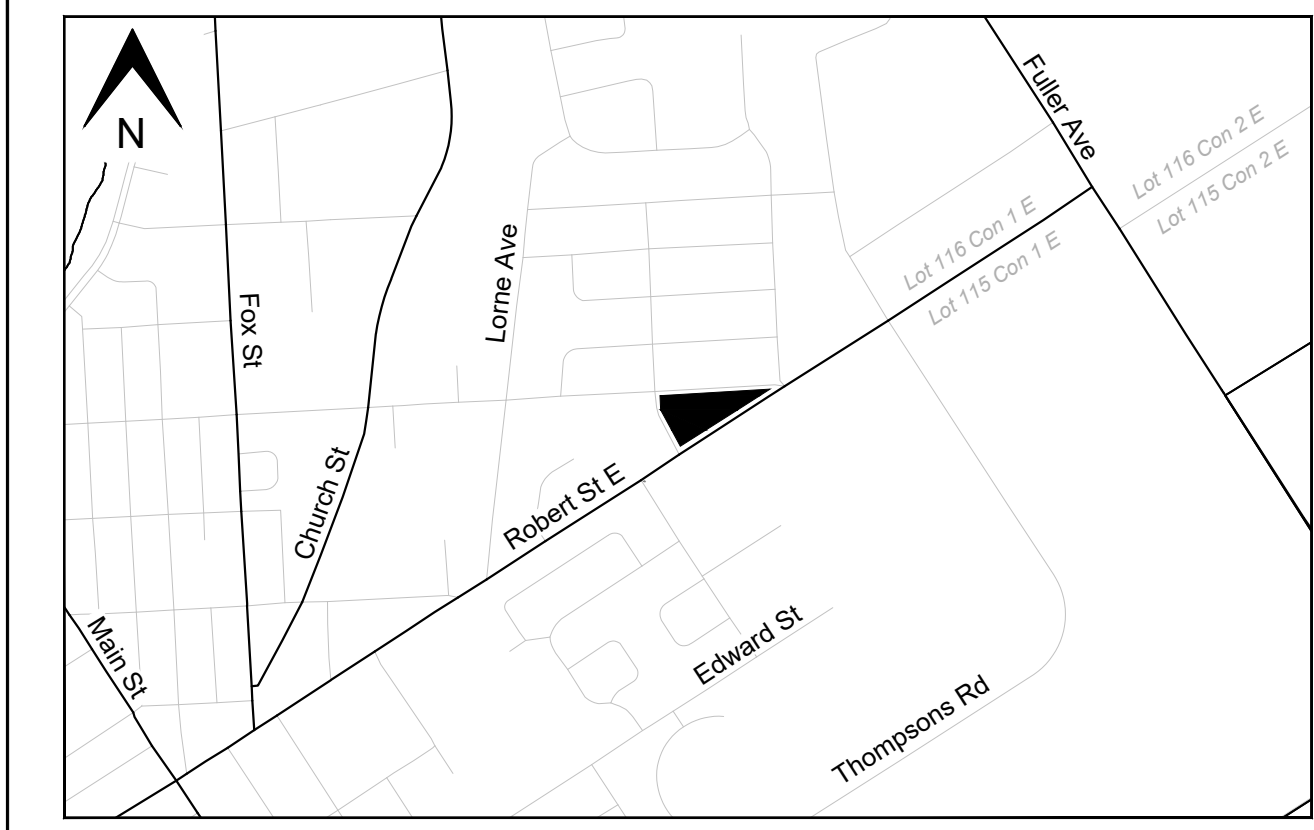 N
Fuller Ave
Lot 116 Con 2 E
Lot 115 Con 2 E
Lot 116 Con 1 E
Lot 115 Con 1 E
Lorne Ave
Fox St
Church St
Robert St E
Main St
Edward St
Thompsons Rd